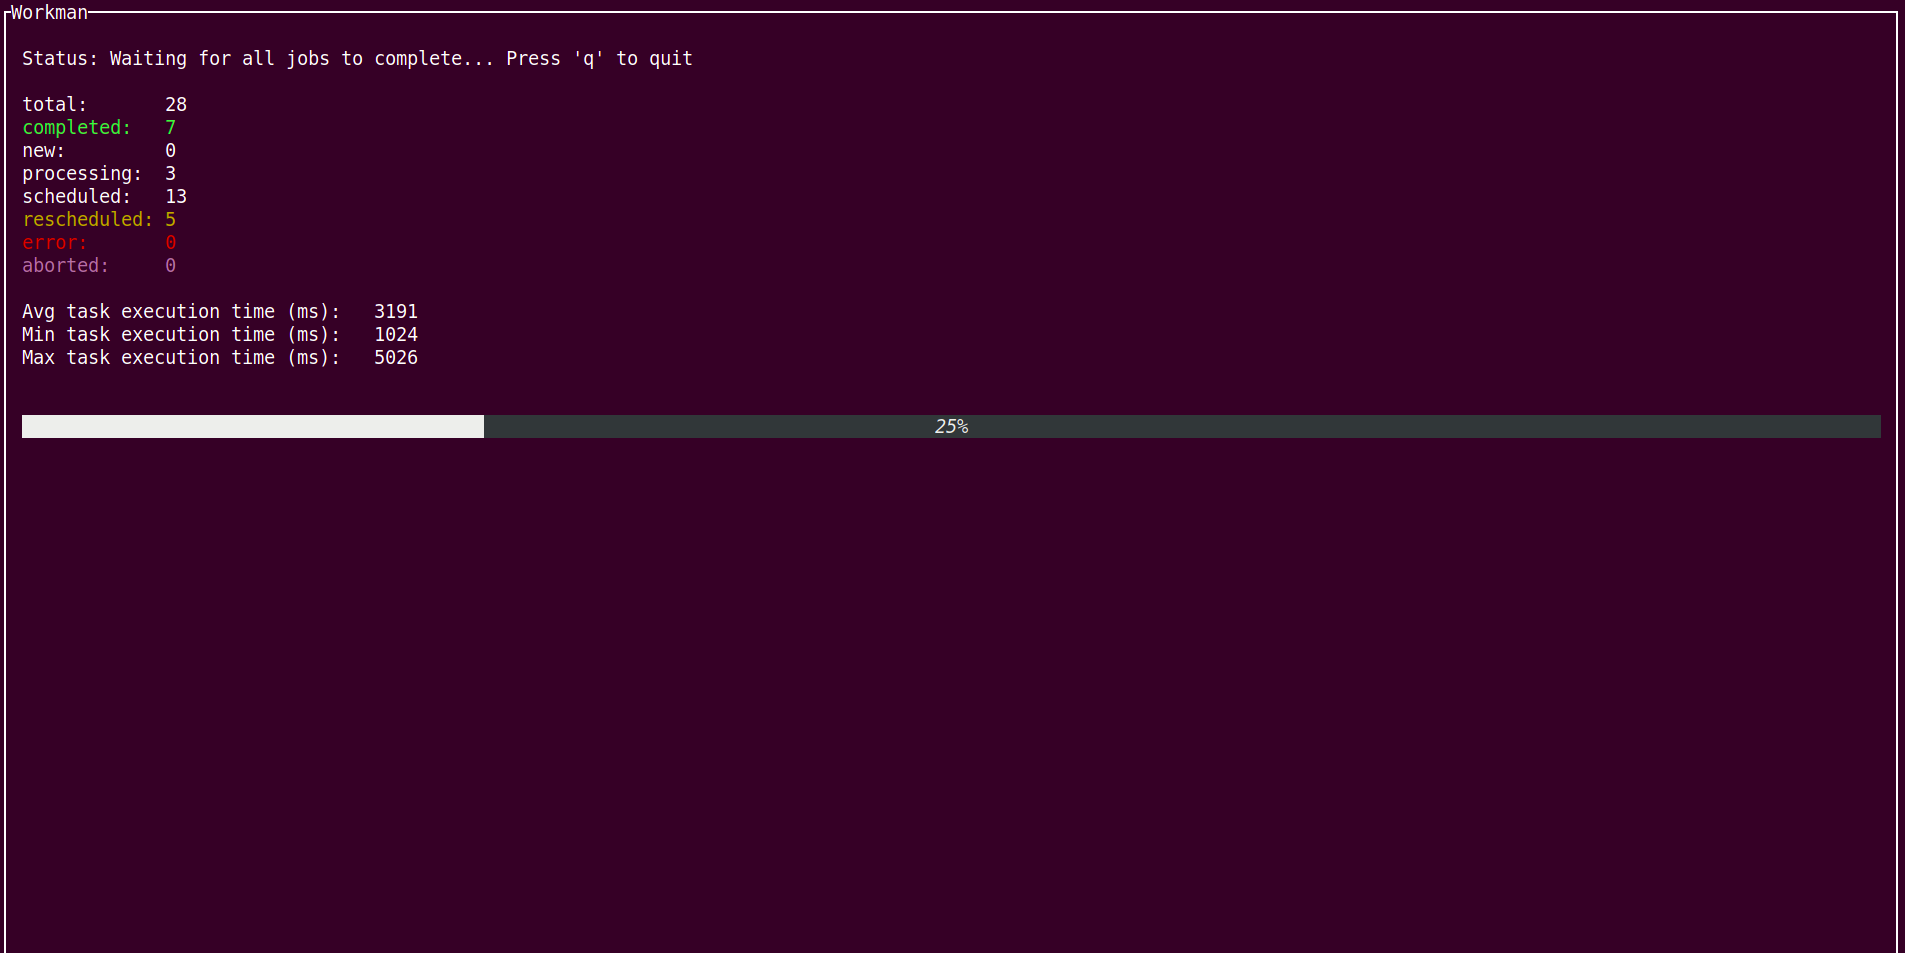 Workman
Status: Waiting for all jobs to complete... Press 'q' to quit
total: 28
completed: 7
new: 0
processing: 3
scheduled: 13
rescheduled: 5
error: 0
aborted: 0
Avg task execution time (ms): 3191
Min task execution time (ms): 1024
Max task execution time (ms): 5026
25%